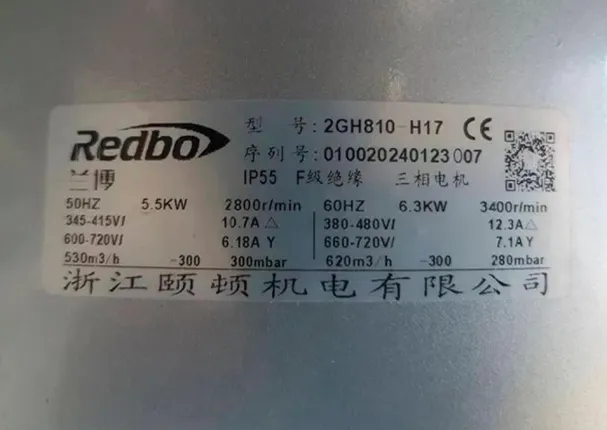 Redbo
兰博
型 号: 2GH810-H17 CE
序列号: 010020240123007
IP55 F级绝缘 三相电机
50HZ 5.5KW 2800r/min 60HZ 6.3KW 3400r/min
345-415V/ 10.7A△ 380-480V/ 12.3A△
600-720V/ 6.18A Y 660-720V/ 7.1A Y
530m3/h -300 300mbar 620m3/h -300 280mbar
浙江颐顿机电有限公司